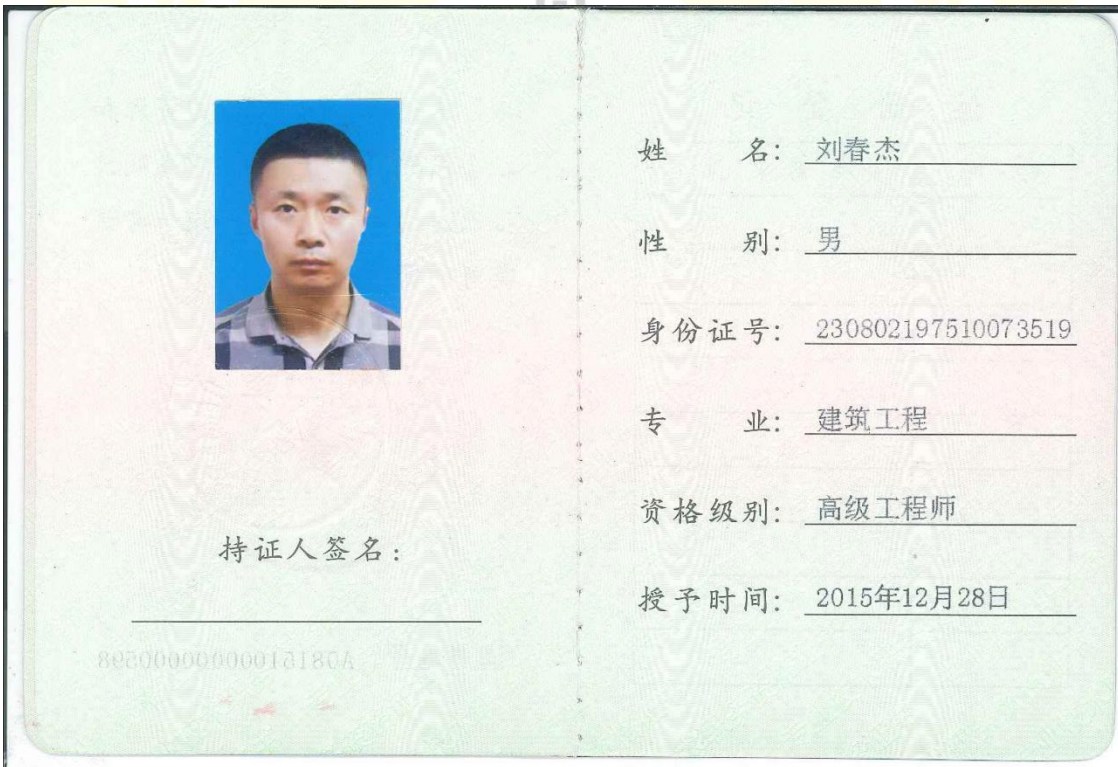 持证人签名:
姓名: 刘春杰
性别: 男
身份证号: 230802197510073519
专业: 建筑工程
资格级别: 高级工程师
授予时间: 2015年12月28日